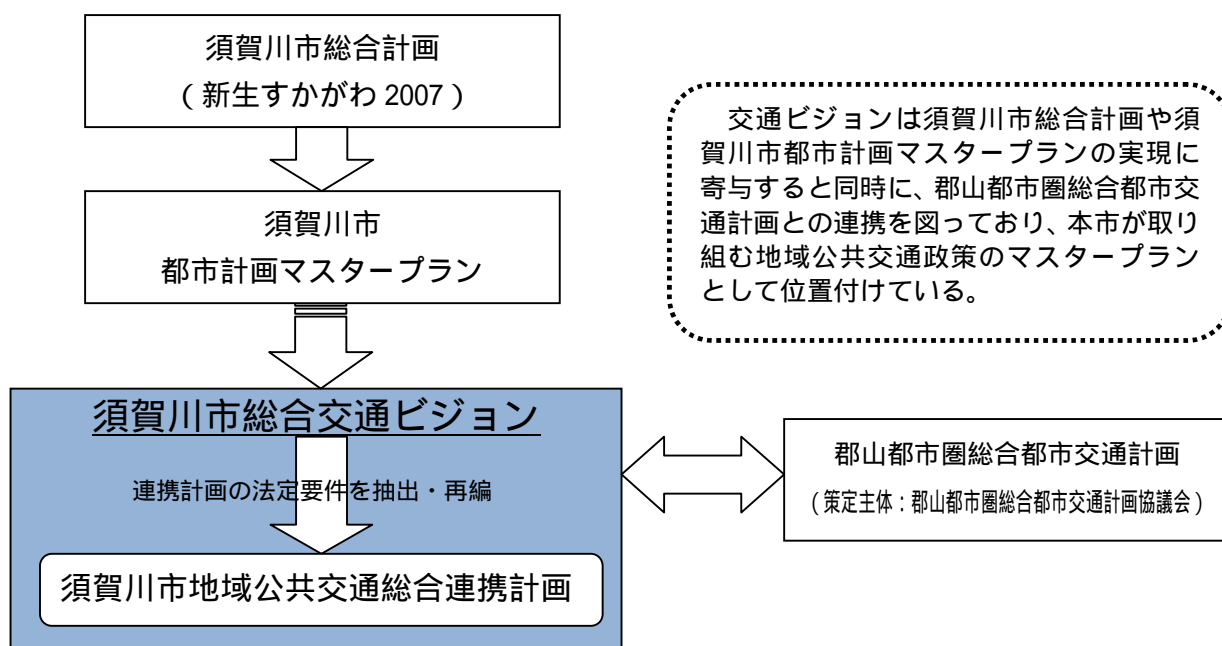 須賀川市総合計画
（新生すかがわ 2007）
交通ビジョンは須賀川市総合計画や須
賀川市都市計画マスタープランの実現に
寄与すると同時に、郡山都市圏総合都市交
通計画との連携を図っており、本市が取り
組む地域公共交通政策のマスタープラン
として位置付けている。
須賀川市
都市計画マスタープラン
須賀川市総合交通ビジョン
連携計画の法定要件を抽出・再編
須賀川市地域公共交通総合連携計画
郡山都市圏総合都市交通計画
（策定主体：郡山都市圏総合都市交通計画協議会）